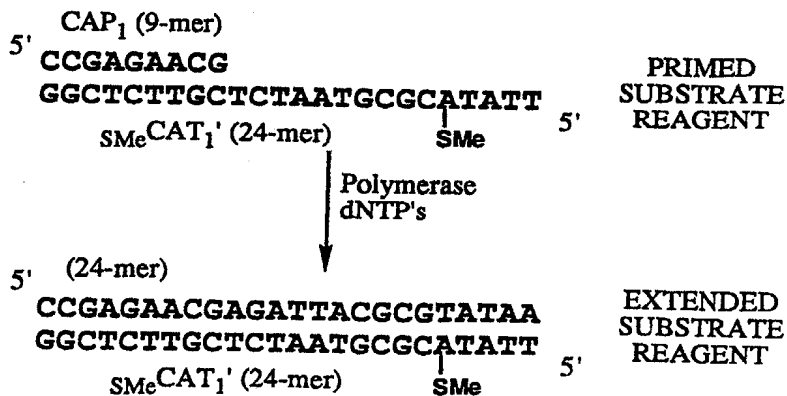 CAP₁ (9-mer)
5'
CCGAGAACG
GGCTCTTGCTCTAATGCGCATATT
5'
SMeCAT₁' (24-mer)
SMe
PRIMED
SUBSTRATE
REAGENT
Polymerase
dNTP's
5'
(24-mer)
CCGAGAACGAGATTACGCGTATAA
GGCTCTTGCTCTAATGCGCATATT
5'
SMeCAT₁' (24-mer)
SMe
EXTENDED
SUBSTRATE
REAGENT